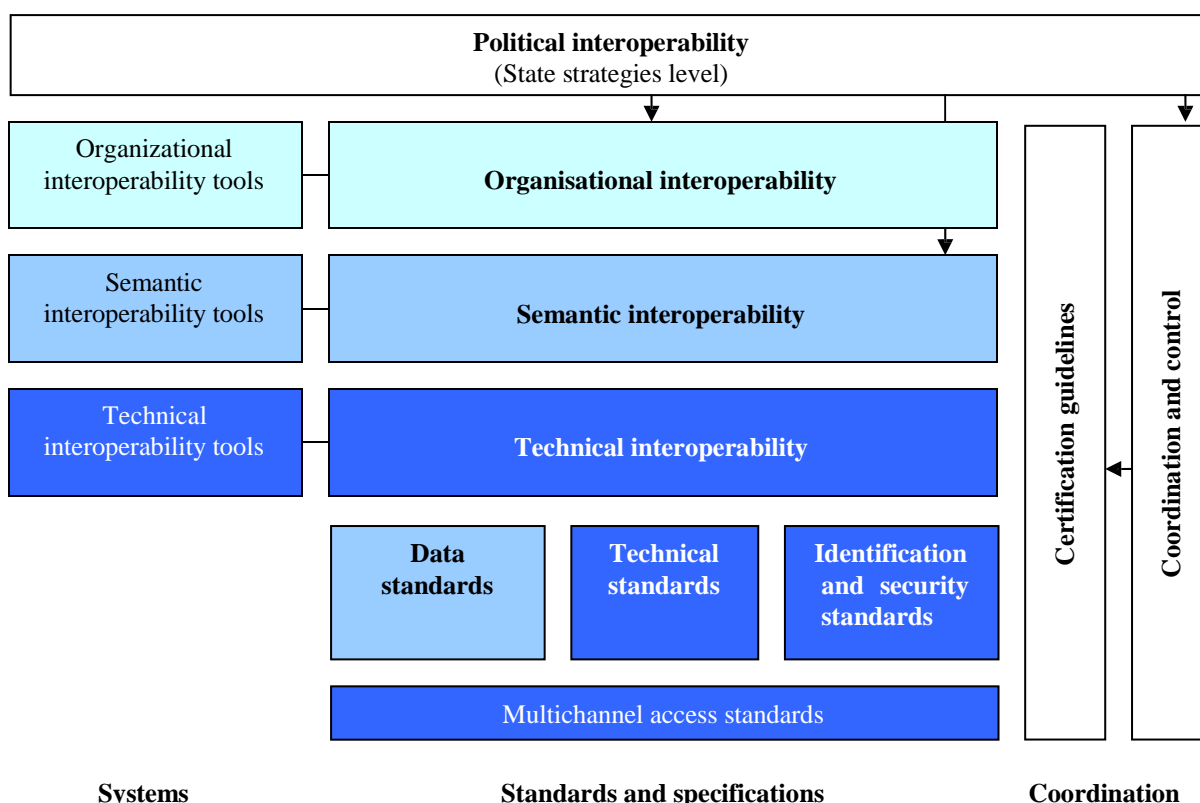 Political interoperability
(State strategies level)
Organizational
interoperability tools
Organisational interoperability
Semantic
interoperability tools
Semantic interoperability
Technical
interoperability tools
Technical interoperability
Data
standards
Technical
standards
Identification
and security
standards
Multichannel access standards
Certification guidelines
Coordination and control
Systems
Standards and specifications
Coordination